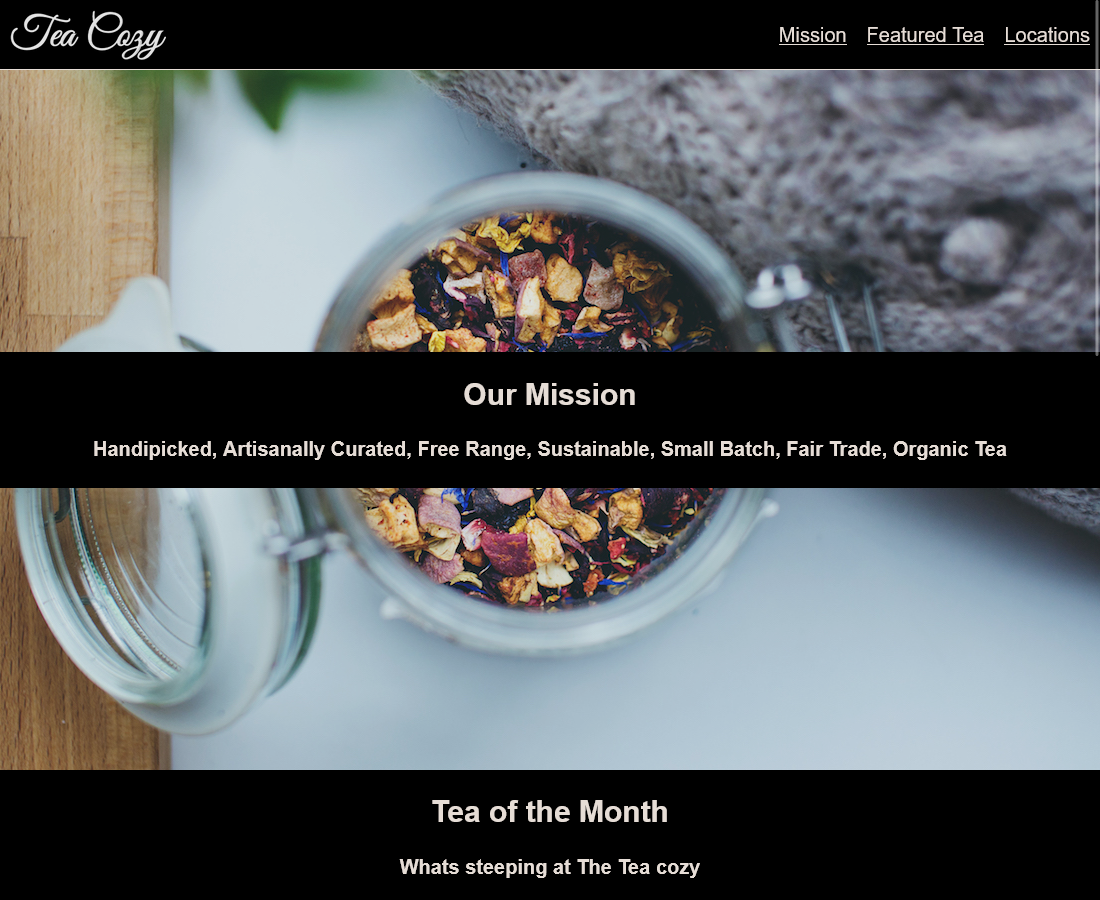 Tea Cozy
Mission Featured Tea Locations
Our Mission
Handipicked, Artisanally Curated, Free Range, Sustainable, Small Batch, Fair Trade, Organic Tea
Tea of the Month
Whats steeping at The Tea cozy